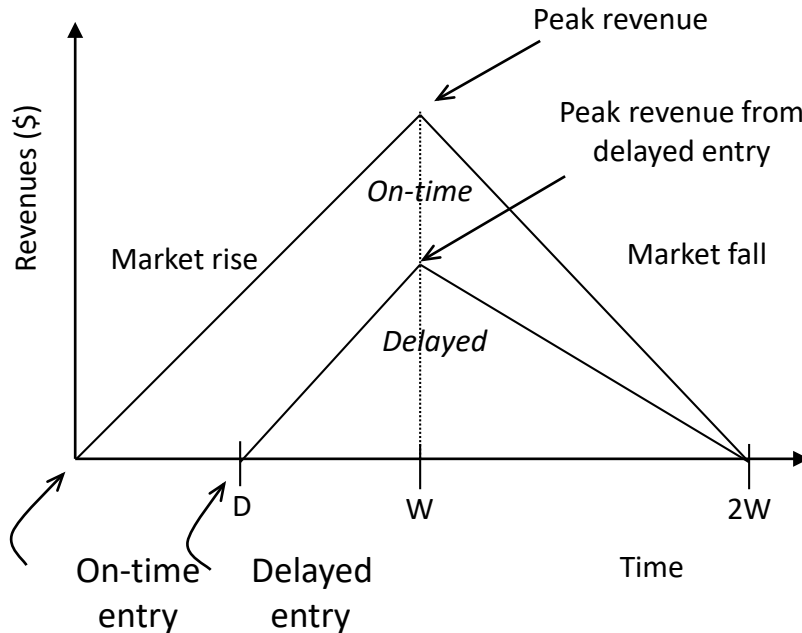 Peak revenue
Peak revenue from
delayed entry
Revenues ($)
On-time
Market rise
Market fall
Delayed
D
W
2W
On-time
entry
Delayed
entry
Time